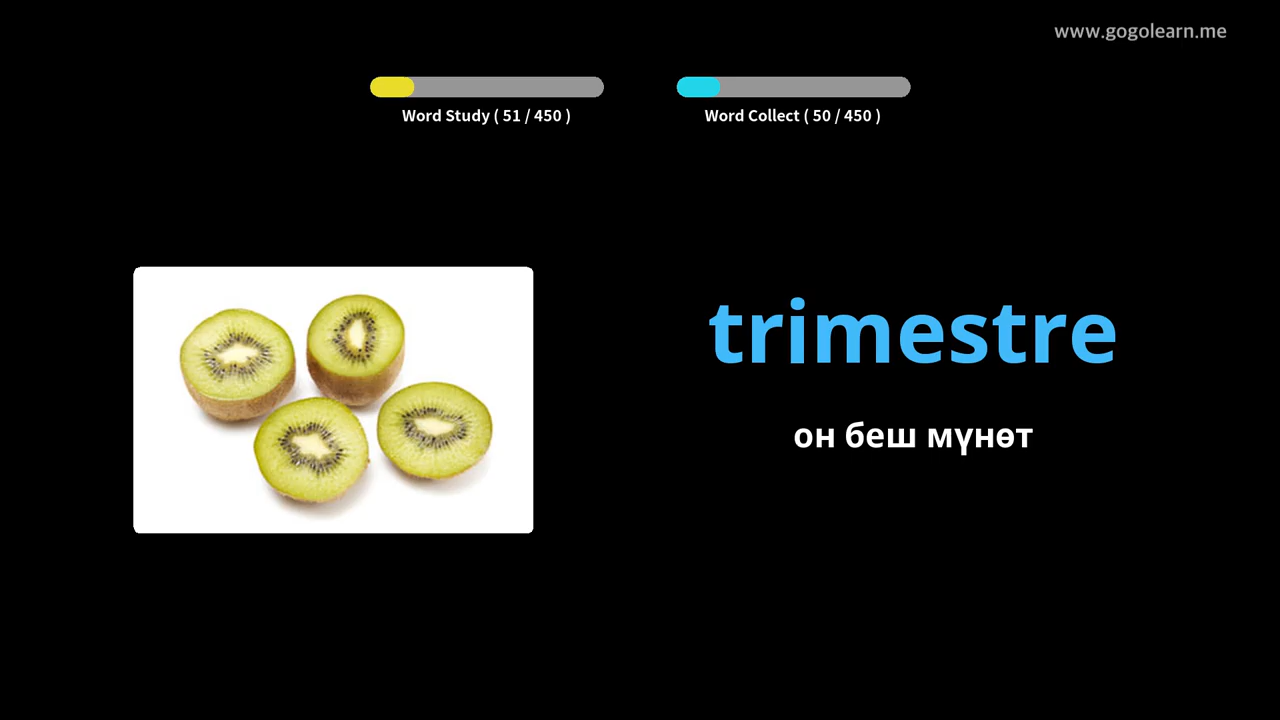 www.gogolearn.me
Word Study ( 51 / 450 )
Word Collect ( 50 / 450 )
trimestre
он беш мүнөт